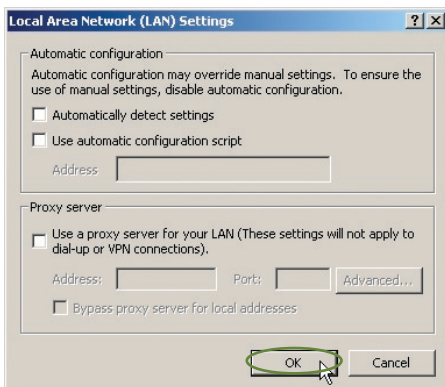 Local Area Network (LAN) Settings
Automatic configuration
Automatic configuration may override manual settings. To ensure the
use of manual settings, disable automatic configuration.
Automatically detect settings
Use automatic configuration script
Address
Proxy server
Use a proxy server for your LAN (These settings will not apply to
dial-up or VPN connections).
Address: Port: Advanced...
Bypass proxy server for local addresses
OK Cancel